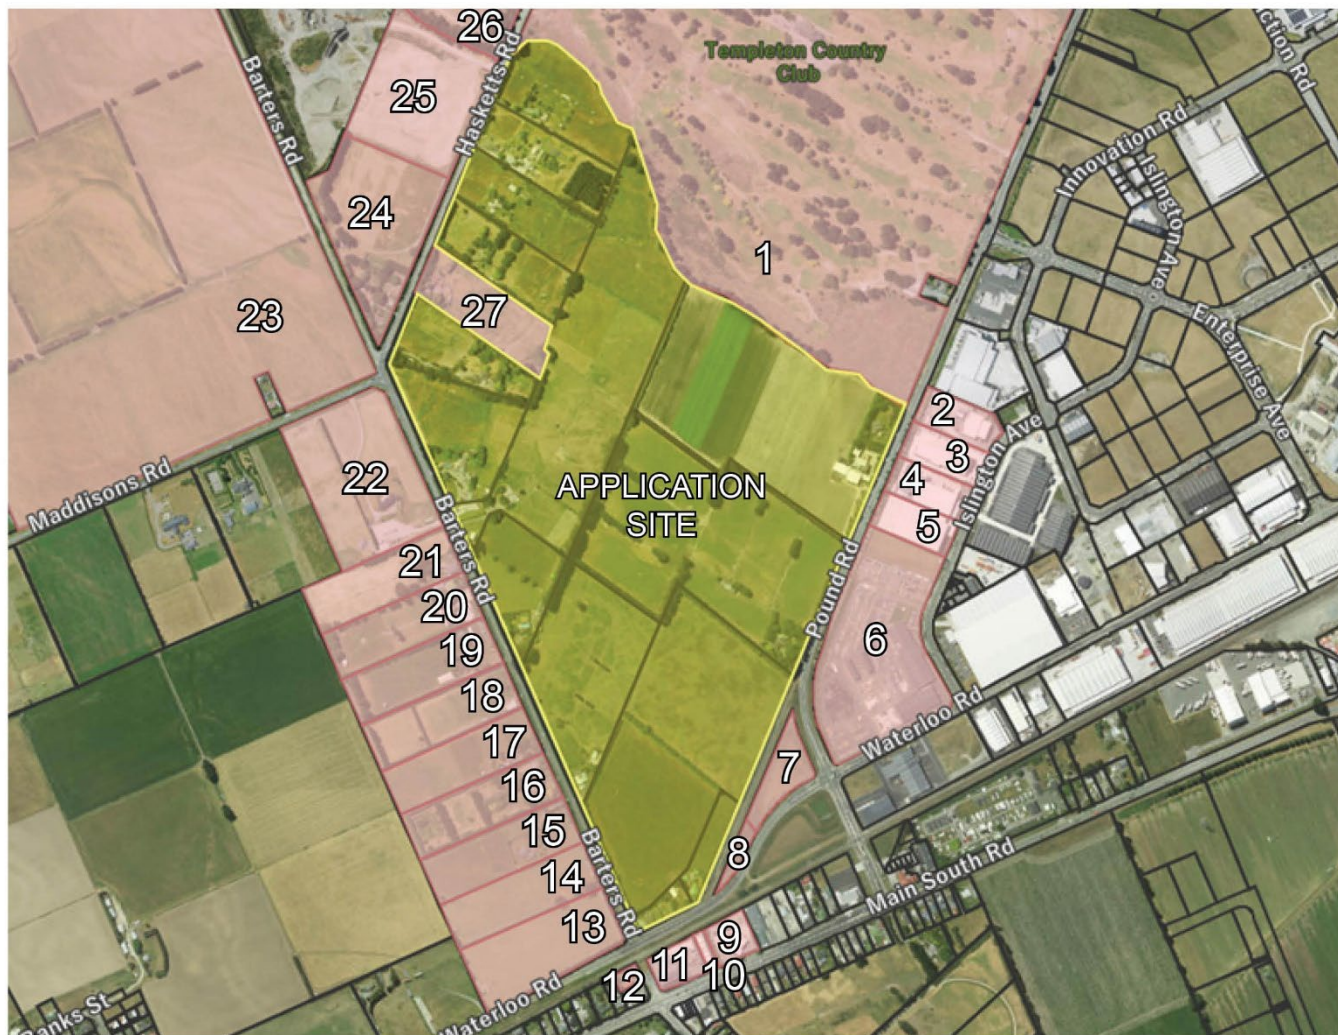 26
Hasketts Rd
Templeton Country
Club
Barters Rd
25
Innovation Rd
Islington Ave
24
1
27
23
Enterprise Ave
2
3
Islington Ave
4
5
Maddisons Rd
22
APPLICATION
SITE
Barters Rd
21
20
Pound Rd
19
6
18
17
Waterloo Rd
7
16
15
8
Barters Rd
14
Main South Rd
13
9
11
10
12
Waterloo Rd
Banks St